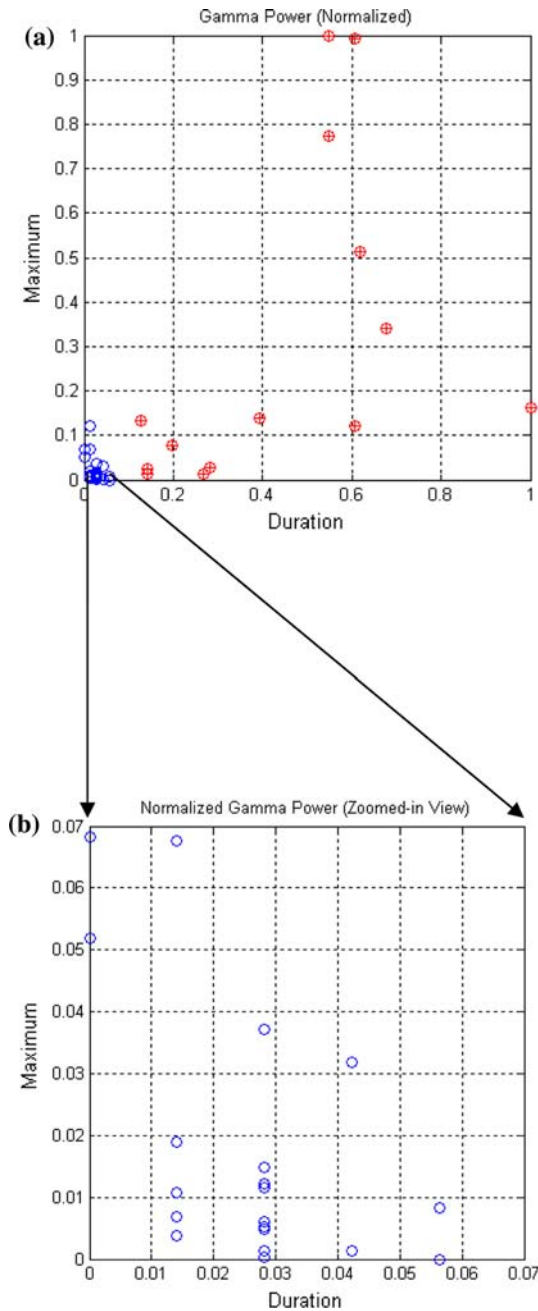 (a)
Gamma Power (Normalized)
1
0.9
0.8
0.7
0.6
0.5
0.4
0.3
0.2
0.1
0
Maximum
0 0.2 0.4 0.6 0.8 1
Duration
(b)
Normalized Gamma Power (Zoomed-in View)
0.07
0.06
0.05
0.04
0.03
0.02
0.01
0
Maximum
0 0.01 0.02 0.03 0.04 0.05 0.06 0.07
Duration